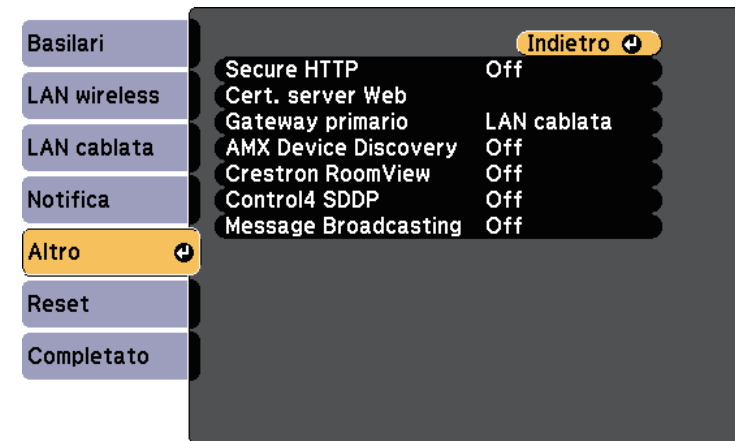 Basilari
LAN wireless
LAN cablata
Notifica
Altro
Reset
Completato
Indietro
Secure HTTP Off
Cert. server Web
Gateway primario LAN cablata
AMX Device Discovery Off
Crestron RoomView Off
Control4 SDDP Off
Message Broadcasting Off